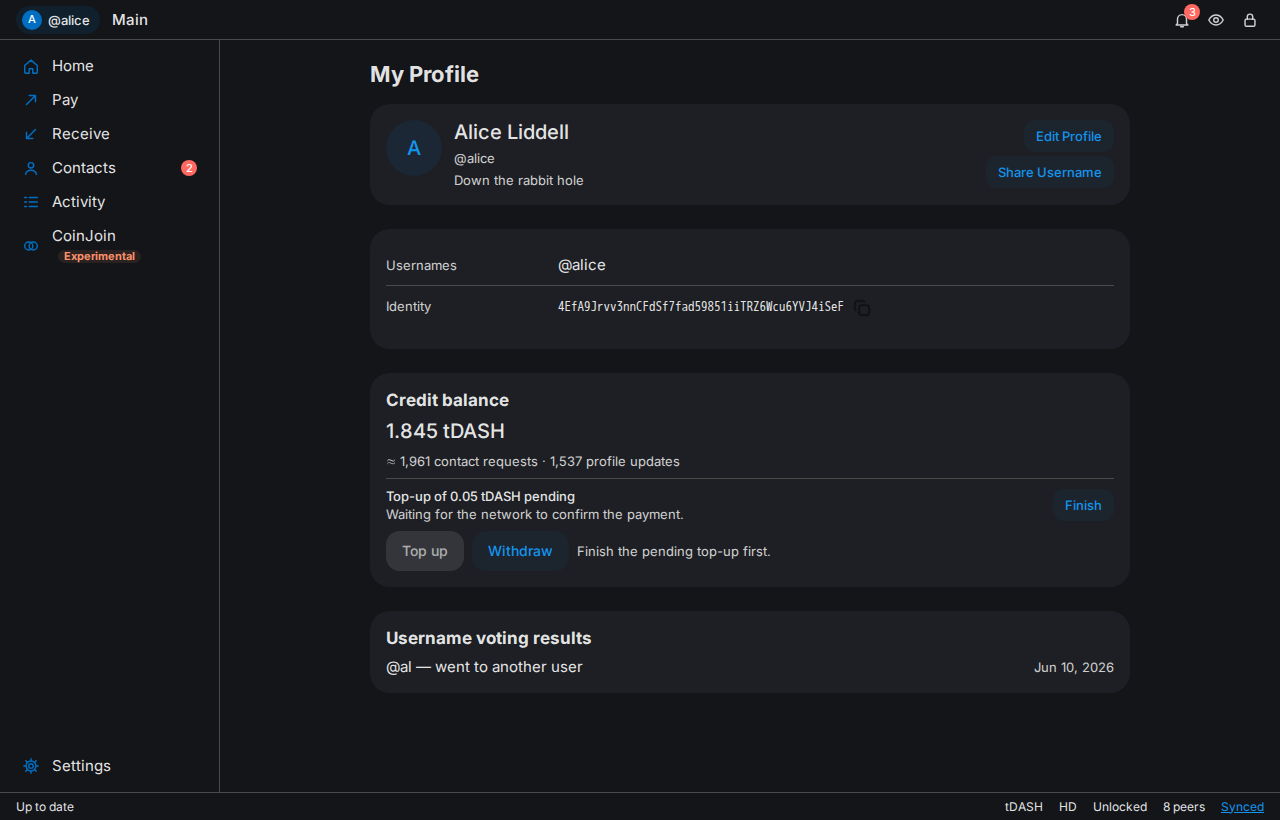 A @alice Main 3
Home
Pay
Receive
Contacts 2
Activity
CoinJoin
Experimental
Settings
My Profile
A
Alice Liddell
@alice
Down the rabbit hole
Edit Profile
Share Username
Usernames @alice
Identity 4EfA9Jrvv3nnCFdSf7fad59851iiTRZ6Wcu6YVJ4iSeF
Credit balance
1.845 tDASH
≈ 1,961 contact requests · 1,537 profile updates
Top-up of 0.05 tDASH pending
Waiting for the network to confirm the payment.
Finish
Top up Withdraw Finish the pending top-up first.
Username voting results
@al — went to another user Jun 10, 2026
Up to date tDASH HD Unlocked 8 peers Synced